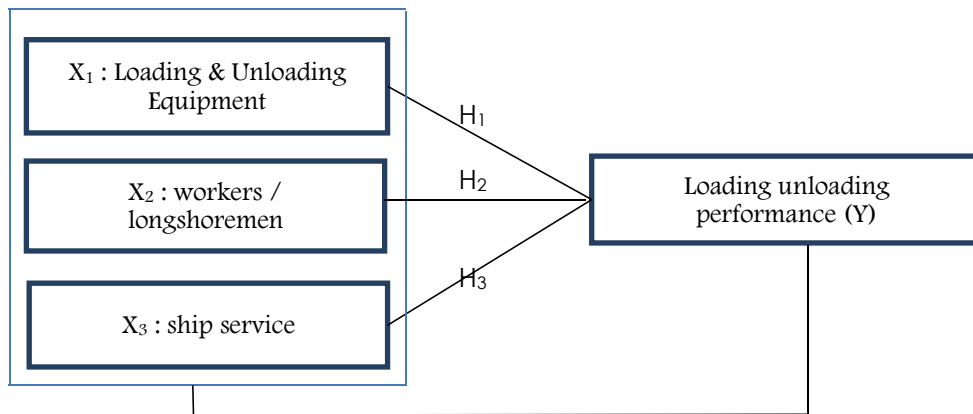 X₁ : Loading & Unloading
Equipment
H₁
X₂ : workers /
longshoremen
H₂
Loading unloading
performance (Y)
H₃
X₃ : ship service